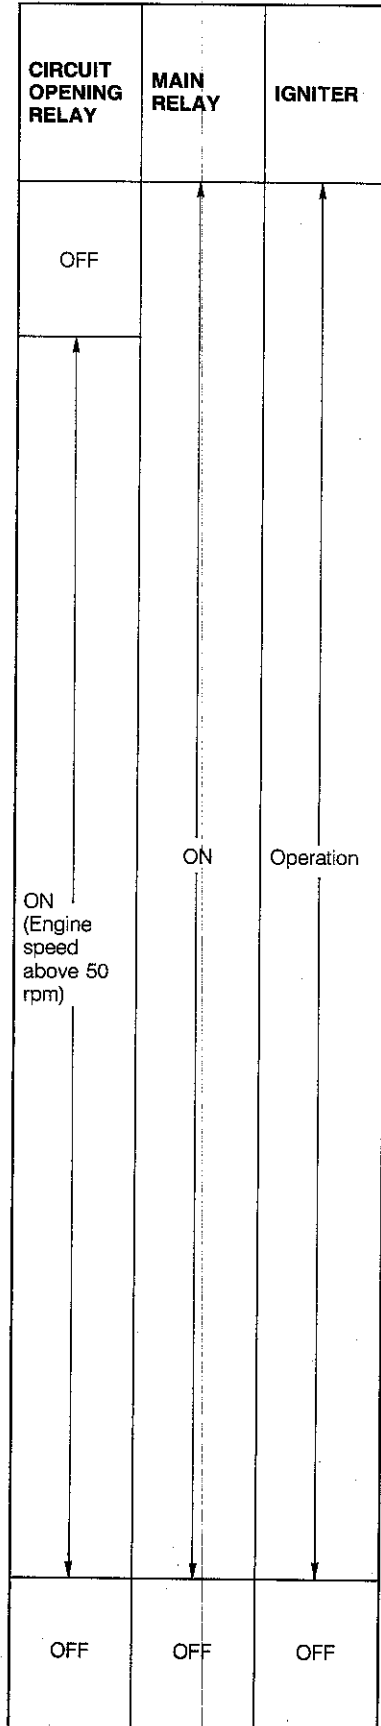 CIRCUIT
OPENING
RELAY
MAIN
RELAY
IGNITER
OFF
ON
Operation
ON
(Engine
speed
above 50
rpm)
OFF
OFF
OFF